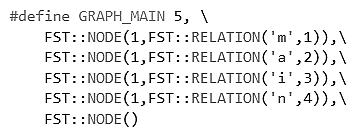 #define GRAPH_MAIN 5, \
FST::NODE(1,FST::RELATION('m',1)),\
FST::NODE(1,FST::RELATION('a',2)),\
FST::NODE(1,FST::RELATION('i',3)),\
FST::NODE(1,FST::RELATION('n',4)),\
FST::NODE()